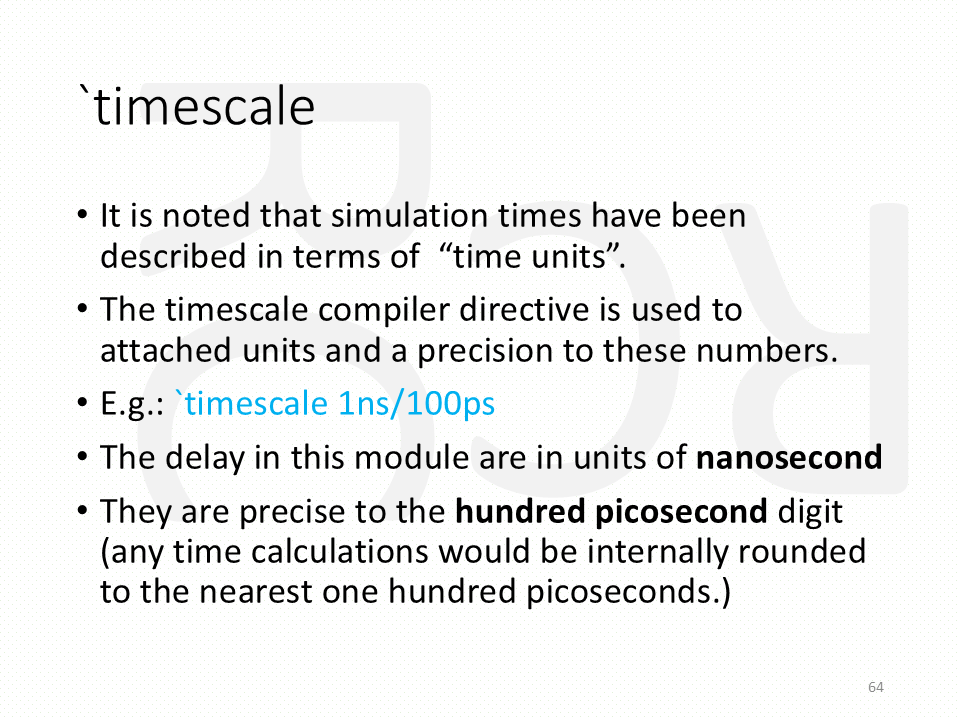 `timescale
• It is noted that simulation times have been
described in terms of  “time units”.
• The timescale compiler directive is used to
attached units and a precision to these numbers.
• E.g.: `timescale 1ns/100ps
• The delay in this module are in units of nanosecond
• They are precise to the hundred picosecond digit
(any time calculations would be internally rounded
to the nearest one hundred picoseconds.)
64